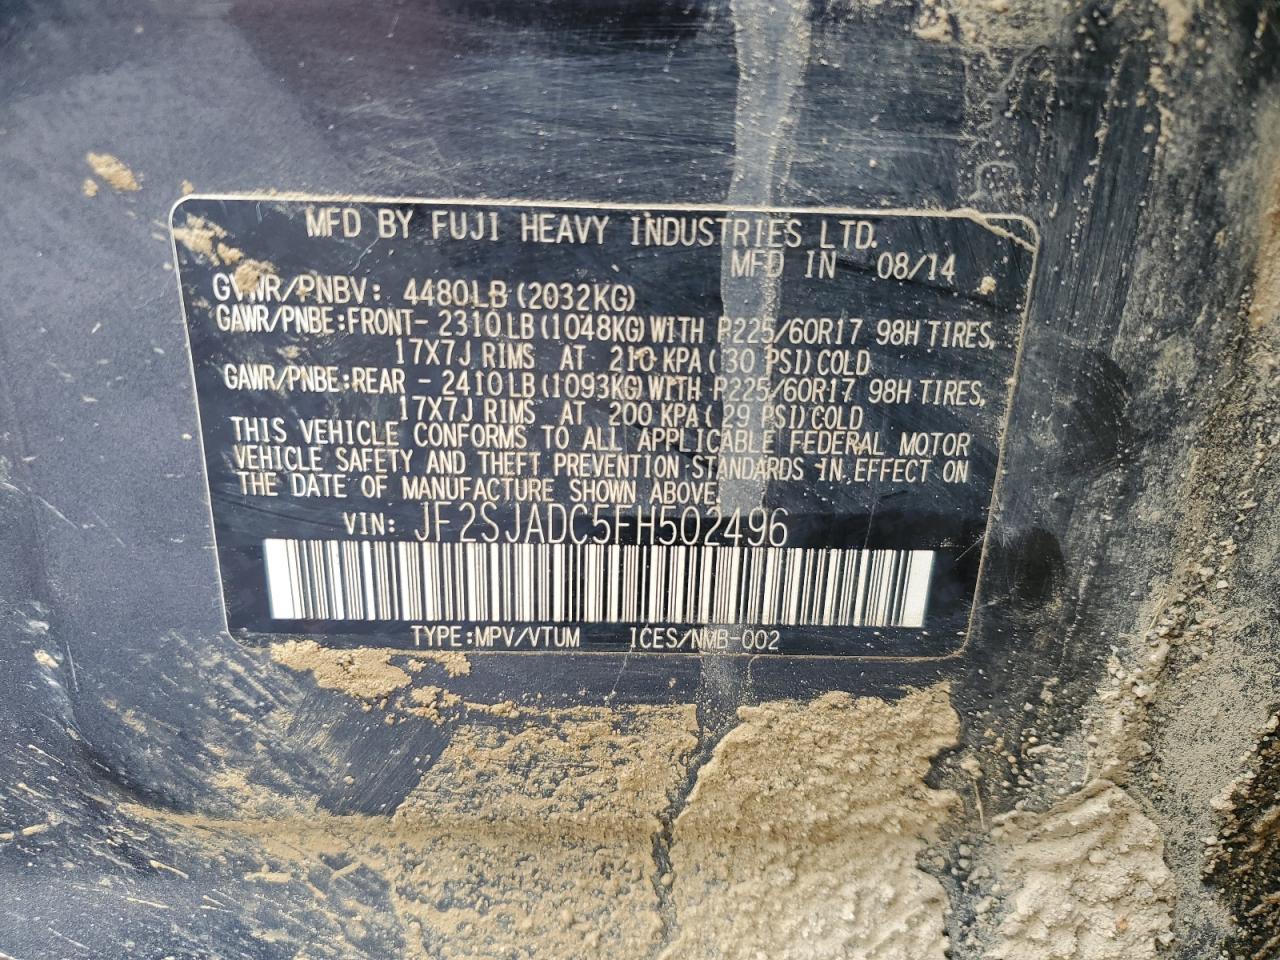 MFD BY FUJI HEAVY INDUSTRIES LTD.
MFD IN 08/14
GVWR/PNBV: 4480LB (2032KG)
GAWR/PNBE:FRONT- 2310LB (1048KG) WITH P225/60R17 98H TIRES,
17X7J RIMS AT 210 KPA ( 30 PSI) COLD
GAWR/PNBE:REAR - 2410LB (1093KG) WITH P225/60R17 98H TIRES,
17X7J RIMS AT 200 KPA ( 29 PSI) COLD
THIS VEHICLE CONFORMS TO ALL APPLICABLE FEDERAL MOTOR
VEHICLE SAFETY AND THEFT PREVENTION STANDARDS IN EFFECT ON
THE DATE OF MANUFACTURE SHOWN ABOVE.
VIN: JF2SJADC5FH502496
TYPE:MPV/VTUM ICES/NMB-002